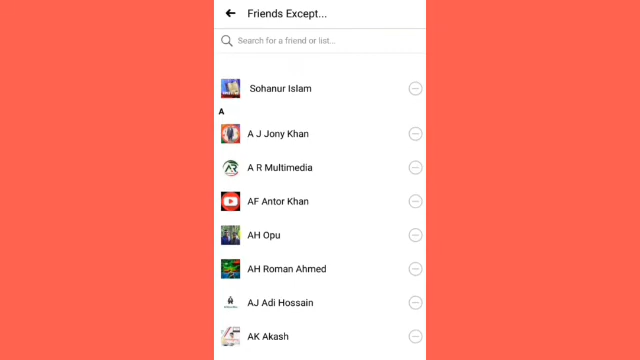 Friends Except...
Search for a friend or list...
Sohanur Islam
A
A J Jony Khan
A R Multimedia
AF Antor Khan
AH Opu
AH Roman Ahmed
AJ Adi Hossain
AK Akash